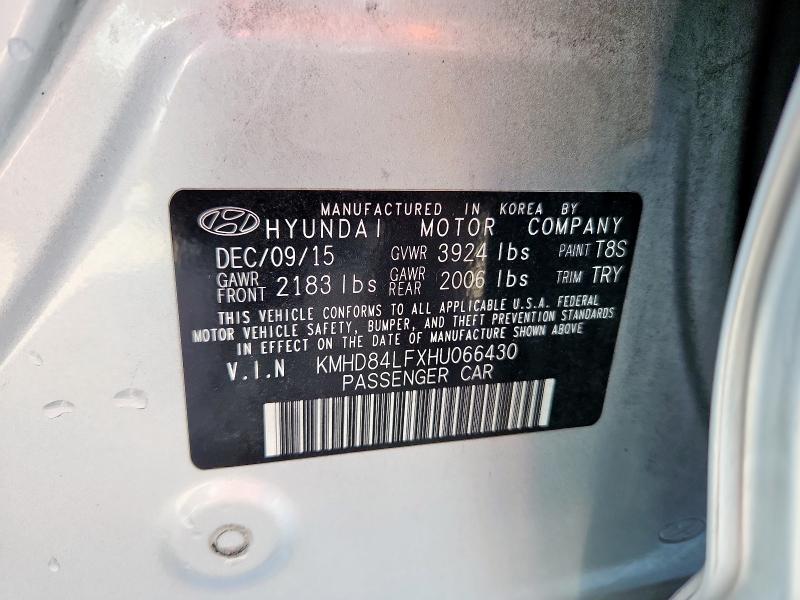 MANUFACTURED IN KOREA BY
HYUNDAI MOTOR COMPANY
DEC/09/15 GVWR 3924 lbs PAINT T8S
GAWR FRONT 2183 lbs GAWR REAR 2006 lbs TRIM TRY
THIS VEHICLE CONFORMS TO ALL APPLICABLE U.S.A. FEDERAL
MOTOR VEHICLE SAFETY, BUMPER, AND THEFT PREVENTION STANDARDS
IN EFFECT ON THE DATE OF MANUFACTURE SHOWN ABOVE
V.I.N KMHD84LFXHU066430
PASSENGER CAR